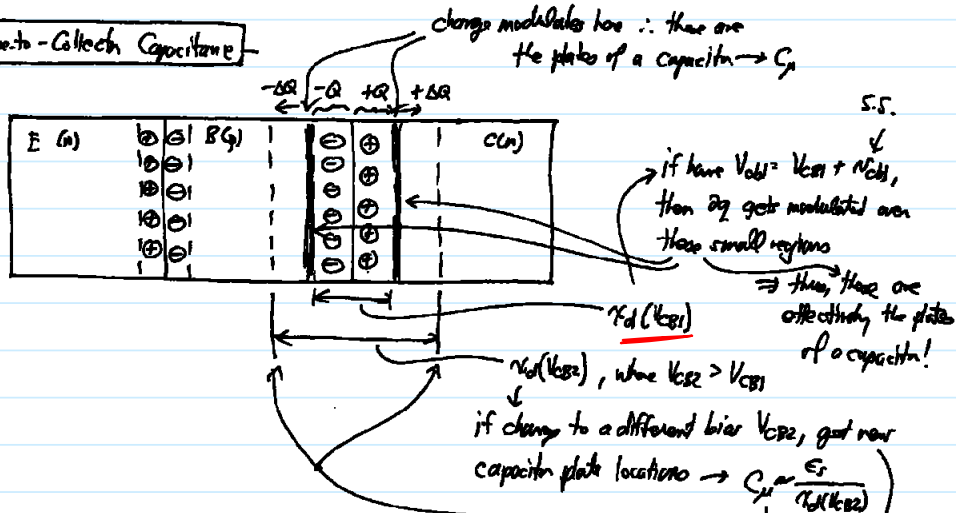 -to-Collector Capacitance
charge modulates here ∴ these are
the plates of a capacitor → Cμ
-ΔQ -Q +Q +ΔQ
E (n) B(p) C(n)
S.S.
if have Vcb1 = VCB1 + vcb1,
then ∂q gets modulated over
these small regions
⇒ thus, these are
effectively the plates
of a capacitor!
xd(VCB1)
xd(VCB2), where VCB2 > VCB1
if change to a different bias VCB2, get new
capacitor plate locations → Cμ ~ εs / xd(VCB2)